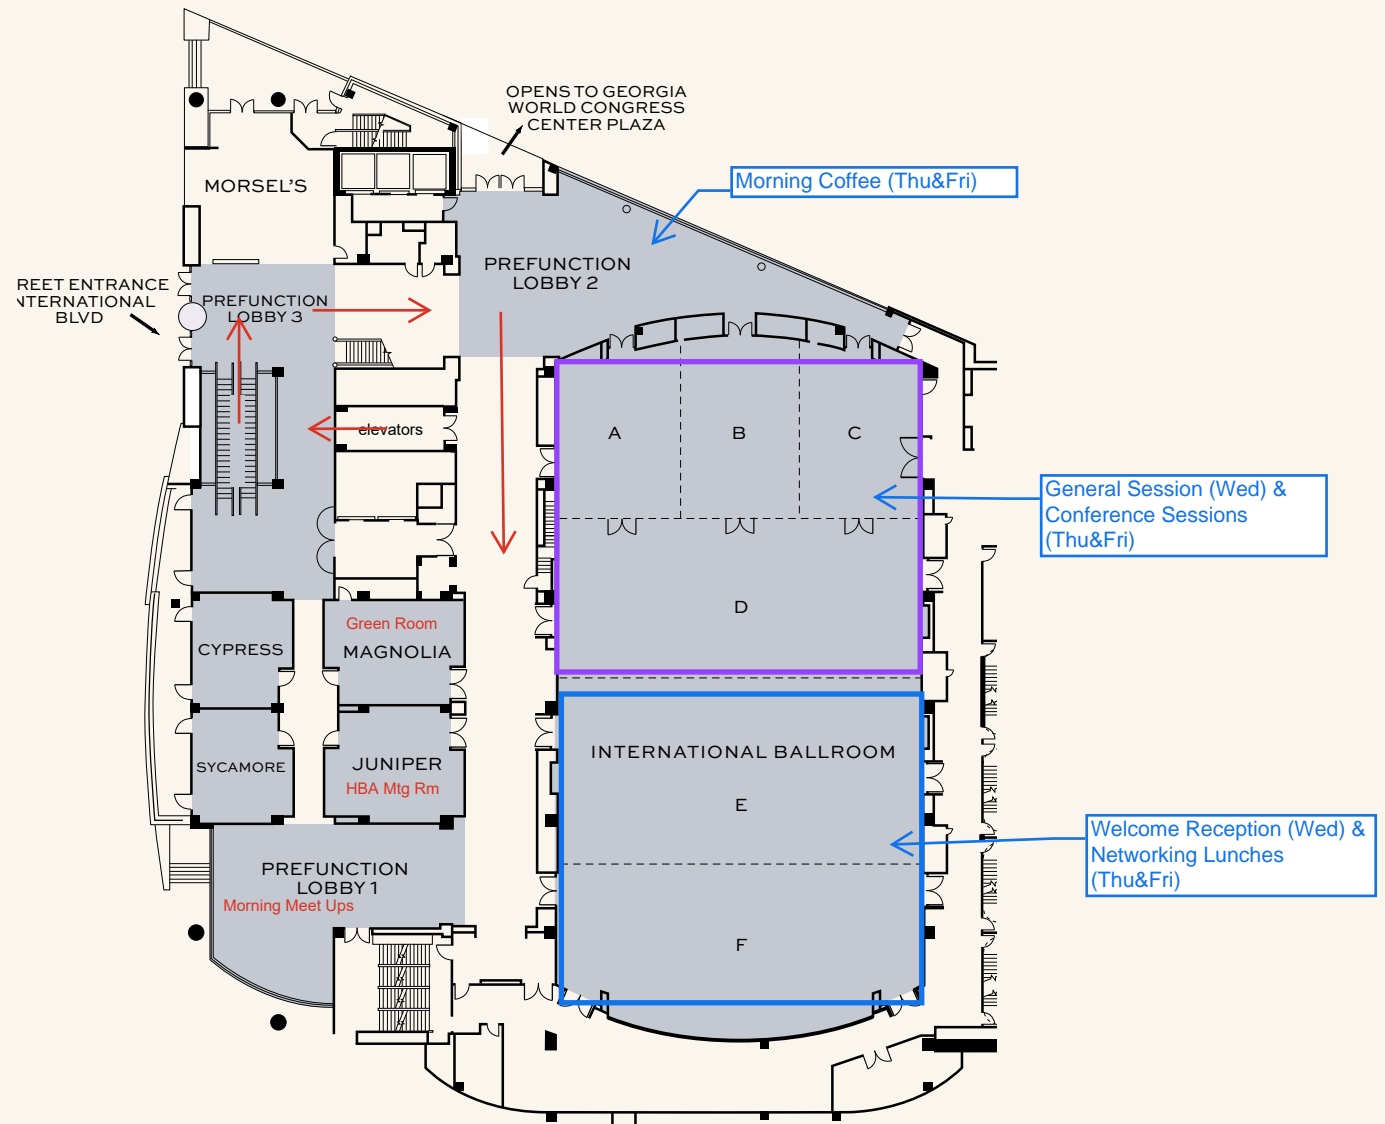 OPENS TO GEORGIA
WORLD CONGRESS
CENTER PLAZA
MORSEL'S
Morning Coffee (Thu&Fri)
PREFUNCTION
LOBBY 2
REET ENTRANCE
NTERNATIONAL
BLVD
PREFUNCTION
LOBBY 3
elevators
A
B
C
General Session (Wed) &
Conference Sessions
(Thu&Fri)
D
Green Room
CYPRESS
MAGNOLIA
INTERNATIONAL BALLROOM
SYCAMORE
JUNIPER
HBA Mtg Rm
E
Welcome Reception (Wed) &
Networking Lunches
(Thu&Fri)
PREFUNCTION
LOBBY 1
Morning Meet Ups
F